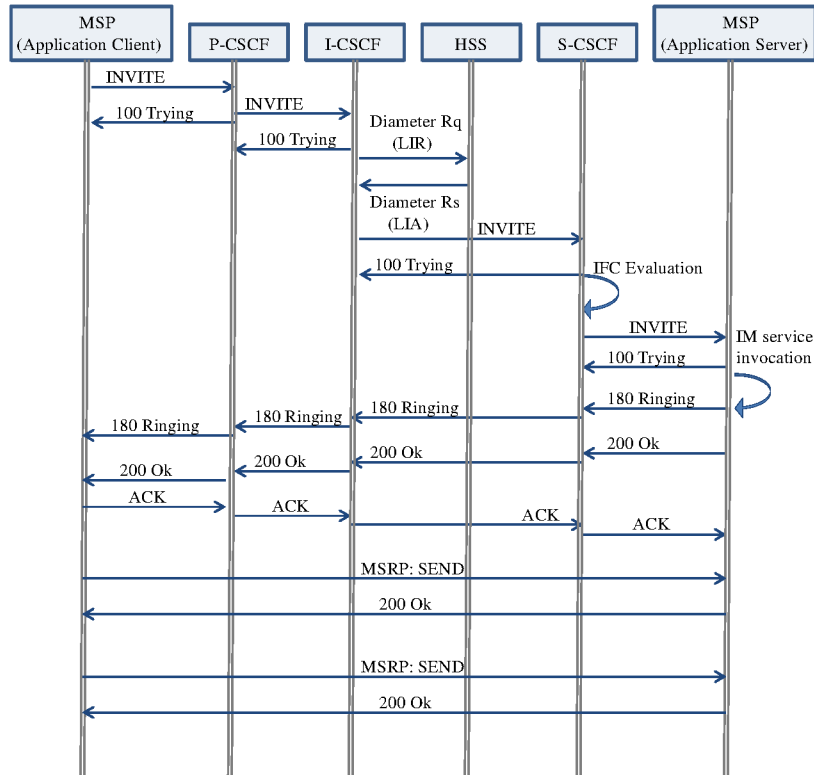 MSP
(Application Client)
P-CSCF
I-CSCF
HSS
S-CSCF
MSP
(Application Server)
INVITE
INVITE
100 Trying
Diameter Rq
(LIR)
100 Trying
Diameter Rs
(LIA)
INVITE
100 Trying
IFC Evaluation
INVITE
IM service
invocation
100 Trying
180 Ringing
180 Ringing
180 Ringing
180 Ringing
200 Ok
200 Ok
200 Ok
200 Ok
ACK
ACK
ACK
ACK
MSRP: SEND
200 Ok
MSRP: SEND
200 Ok